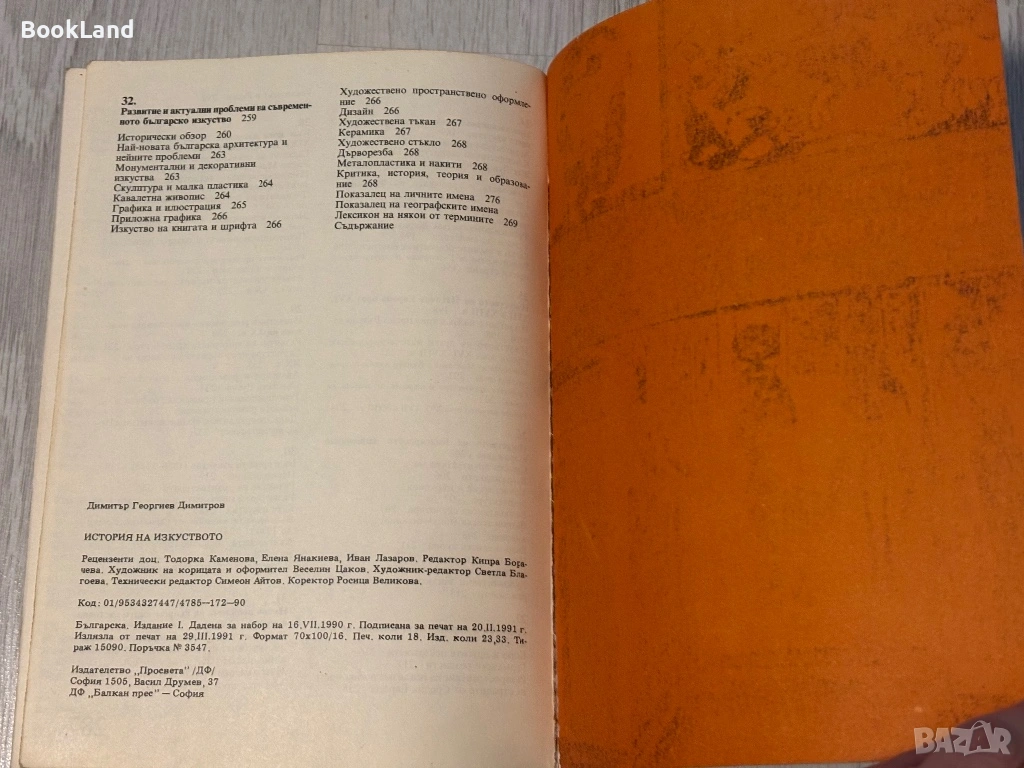 BookLand
32.
Развитие и актуални проблеми на съвремен-
ното българско изкуство 259
Исторически обзор 260
Най-новата българска архитектура и
нейните проблеми 263
Монументални и декоративни
изкуства 263
Скулптура и малка пластика 264
Кавалетна живопис 264
Графика и илюстрация 265
Приложна графика 266
Изкуство на книгата и шрифта 266
Художествено пространствено оформле-
ние 266
Дизайн 266
Художествена тъкан 267
Керамика 267
Художествено стъкло 268
Дърворезба 268
Металопластика и накити 268
Критика, история, теория и образова-
ние 268
Показалец на личните имена 276
Показалец на географските имена
Лексикон на някои от термините 269
Съдържание
Димитър Георгиев Димитров
ИСТОРИЯ НА ИЗКУСТВОТО
Рецензенти доц. Тодорка Каменова, Елена Янакиева, Иван Лазаров. Редактор Кипра Бора-
чева. Художник на корицата и оформител Веселин Цаков. Художник-редактор Светла Бла-
гоева. Технически редактор Симеон Айтов. Коректор Росица Великова.
Код: 01/9534327447/4785—172—90
Българска. Издание I. Дадена за набор на 16.VII.1990 г. Подписана за печат на 20.II.1991 г.
Излязла от печат на 29.III.1991 г. Формат 70х100/16. Печ. коли 18. Изд. коли 23,33. Ти-
раж 15090. Поръчка № 3547.
Издателство „Просвета" /ДФ/
София 1505, Васил Друмев, 37
ДФ „Балкан прес" — София
BAZAR